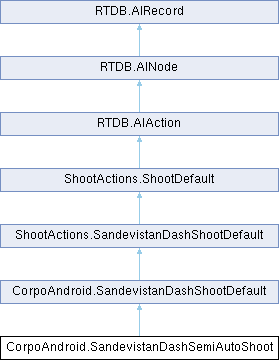 RTDB.AIRecord
RTDB.AINode
RTDB.AIAction
ShootActions.ShootDefault
ShootActions.SandevistanDashShootDefault
CorpoAndroid.SandevistanDashShootDefault
CorpoAndroid.SandevistanDashSemiAutoShoot